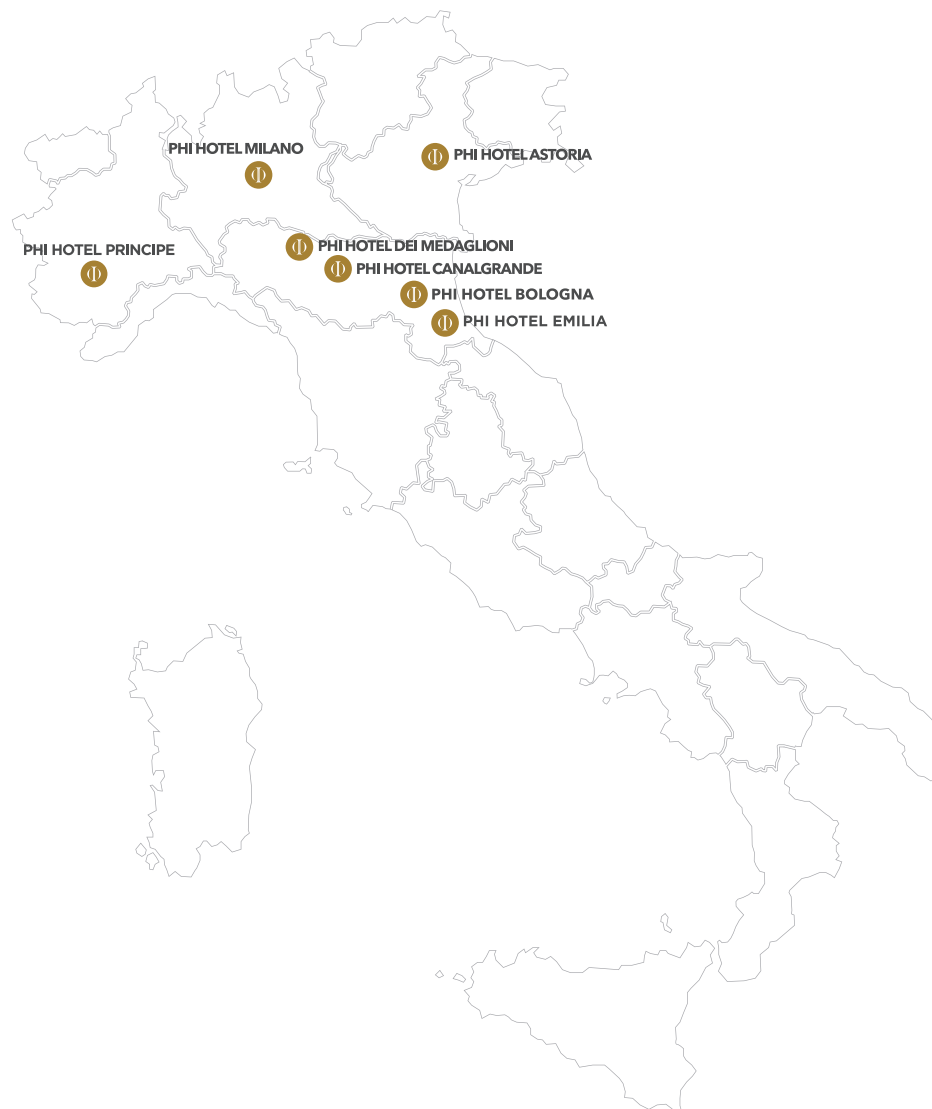 PHI HOTEL MILANO
PHI HOTEL ASTORIA
PHI HOTEL PRINCIPE
PHI HOTEL DEI MEDAGLIONI
PHI HOTEL CANALGRANDE
PHI HOTEL BOLOGNA
PHI HOTEL EMILIA